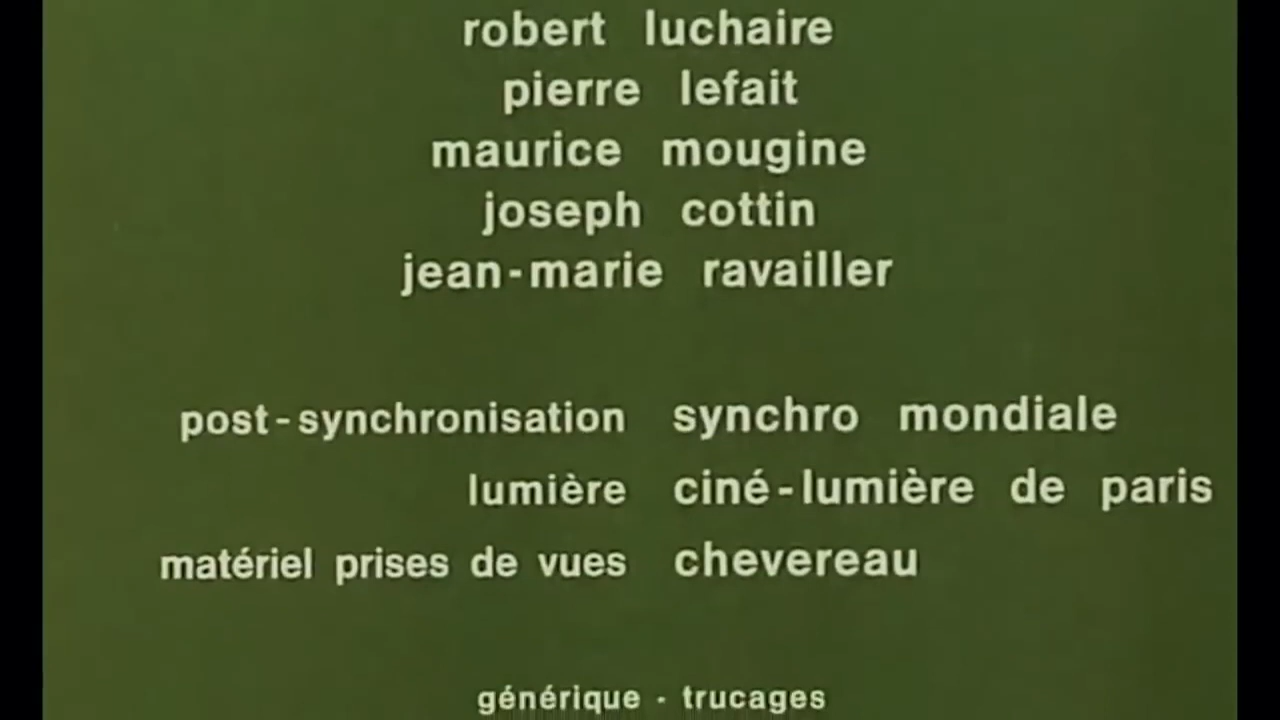 robert luchaire
pierre lefait
maurice mougine
joseph cottin
jean-marie ravailler
post-synchronisation synchro mondiale
lumière ciné-lumière de paris
matériel prises de vues chevereau
générique - trucages